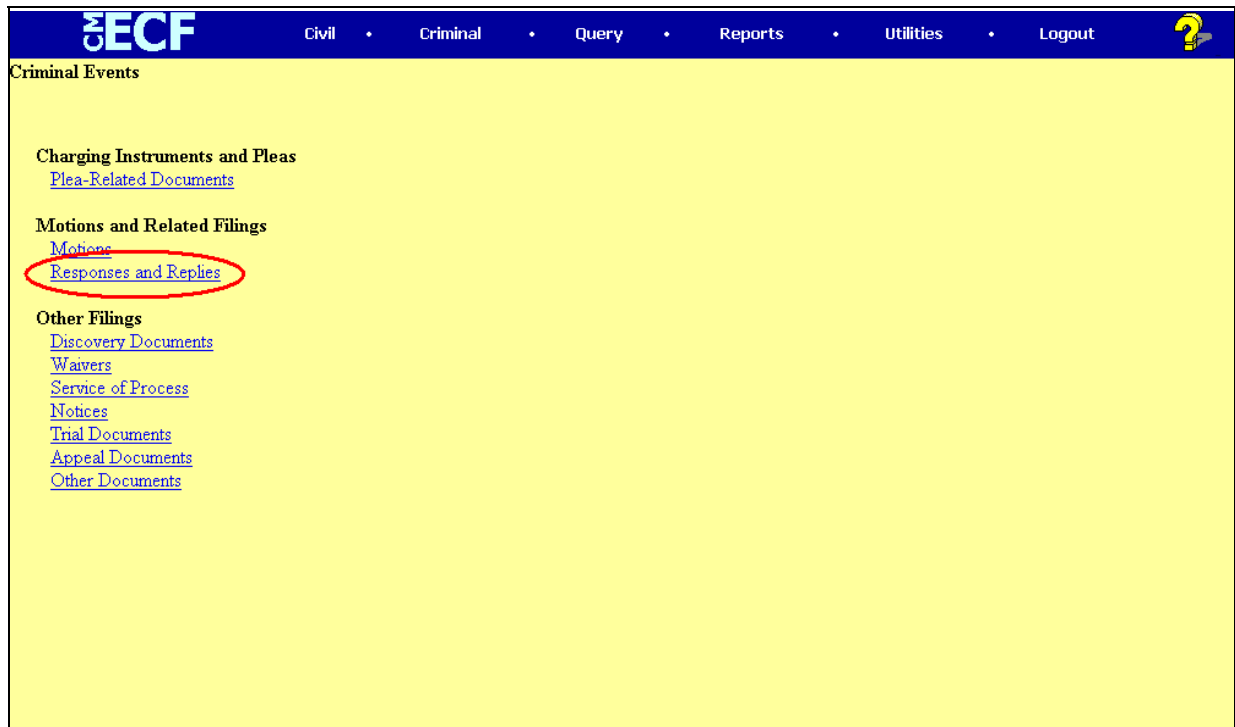 CM ECF Civil • Criminal • Query • Reports • Utilities • Logout ?
Criminal Events
Charging Instruments and Pleas
Plea-Related Documents
Motions and Related Filings
Motions
Responses and Replies
Other Filings
Discovery Documents
Waivers
Service of Process
Notices
Trial Documents
Appeal Documents
Other Documents